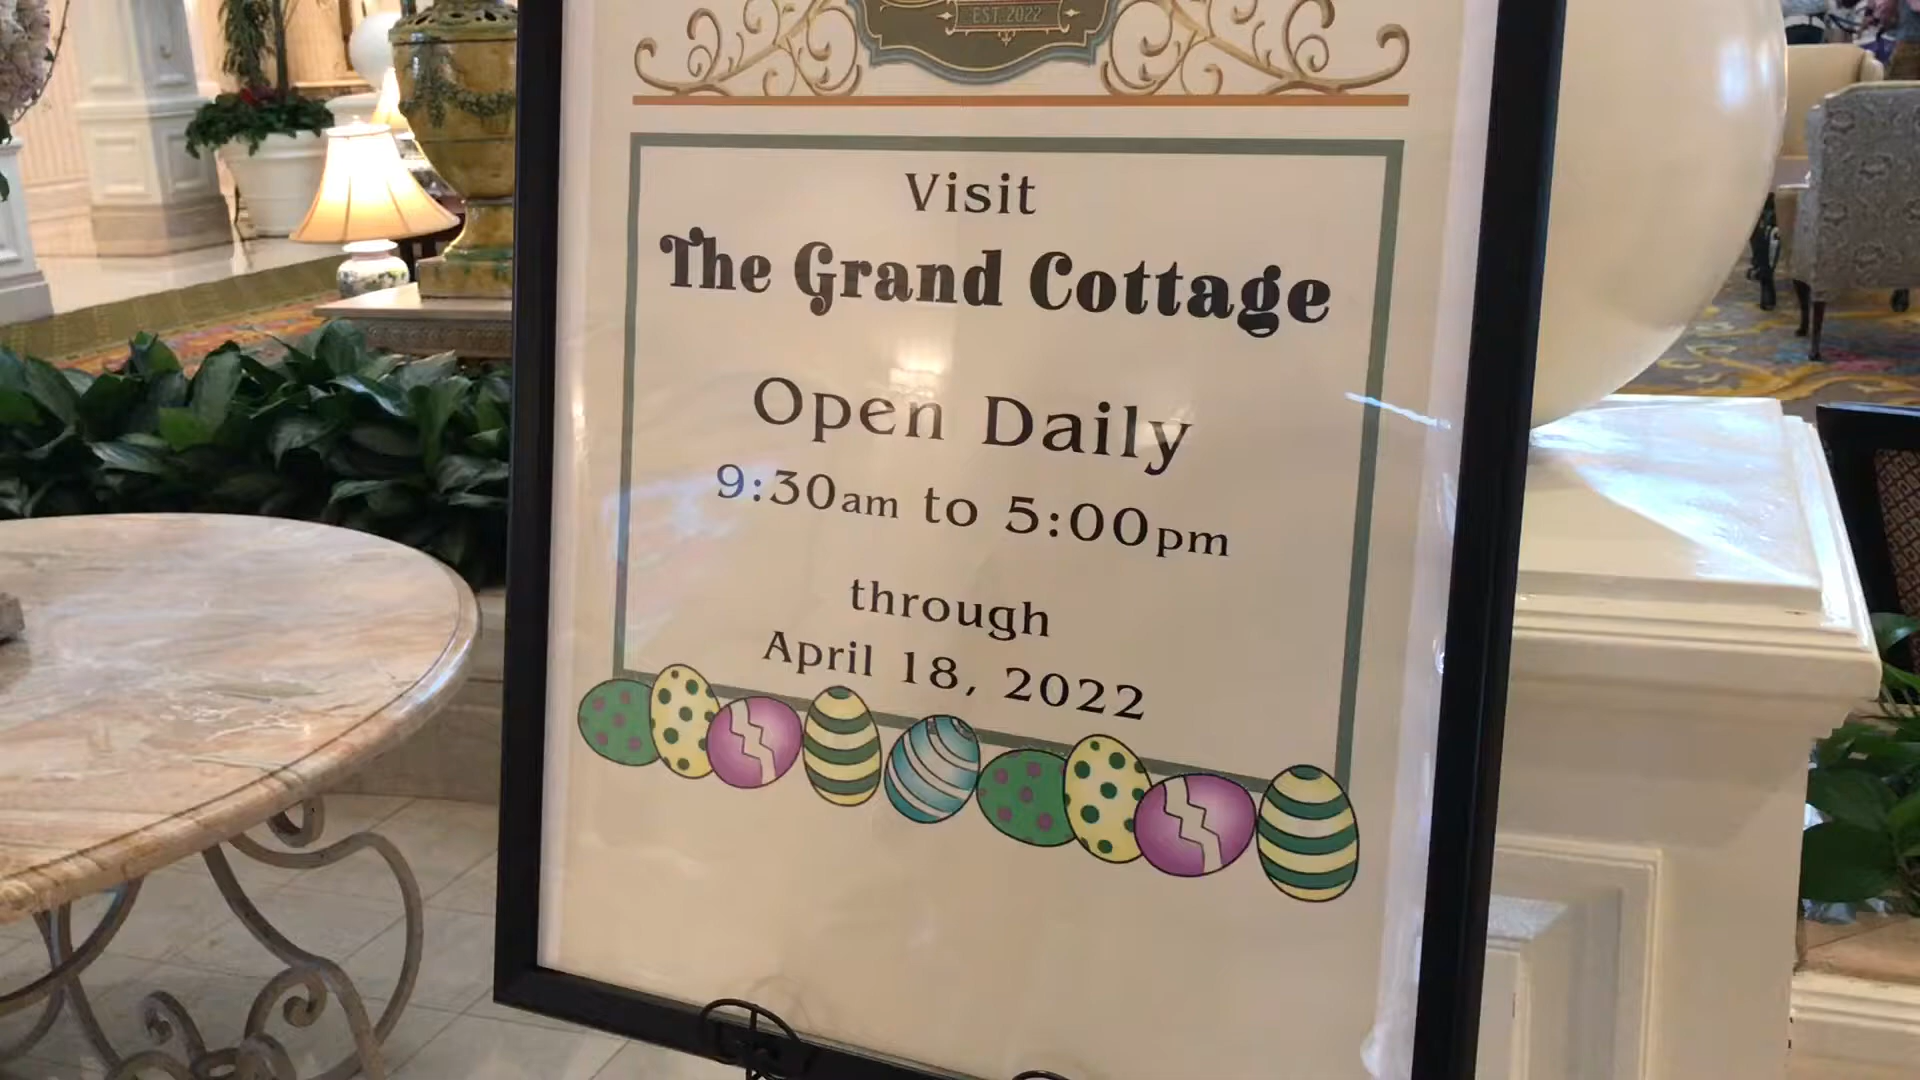 EST. 2022
Visit
The Grand Cottage
Open Daily
9:30am to 5:00pm
through
April 18, 2022